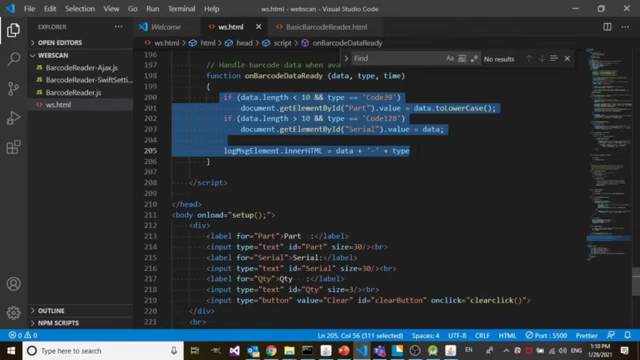 File Edit Selection View Go Run Terminal Help
ws.html - webscan - Visual Studio Code
EXPLORER
OPEN EDITORS
WEBSCAN
BarcodeReader-Ajax.js
BarcodeReader-SwiftSetti...
BarcodeReader.js
ws.html
OUTLINE
NPM SCRIPTS
Welcome
ws.html
BasicBarcodeReader.html
ws.html > html > head > script > onBarcodeDataReady
Find
No results
196
197 // Handle barcode data when ava
198 function onBarcodeDataReady (data, type, time)
199 {
200 if (data.length < 10 && type == 'Code39')
201 document.getElementById("Part").value = data.toLowerCase();
202 if (data.length > 10 && type == 'Code128')
203 document.getElementById("Serial").value = data;
204
205 logMsgElement.innerHTML = data + '-' + type
206 }
207
208 </script>
209
210 </head>
211 <body onload="setup();">
212 <div>
213 <label for="Part">Part :</label>
214 <input type="text" id="Part" size=30/><br>
215 <label for="Serial">Serial:</label>
216 <input type="text" id="Serial" size=30/><br>
217 <label for="Qty">Qty :</label>
218 <input type="text" id="Qty" size=3/><br>
219 <input type="button" value="Clear" id="clearButton" onclick="clearclick()">
220 </div>
221 <br>
0 0 Ln 205, Col 56 (311 selected) Spaces: 4 UTF-8 CRLF HTML Port : 5500 Prettier
Type here to search
ENG
1:10 PM
1/28/2021